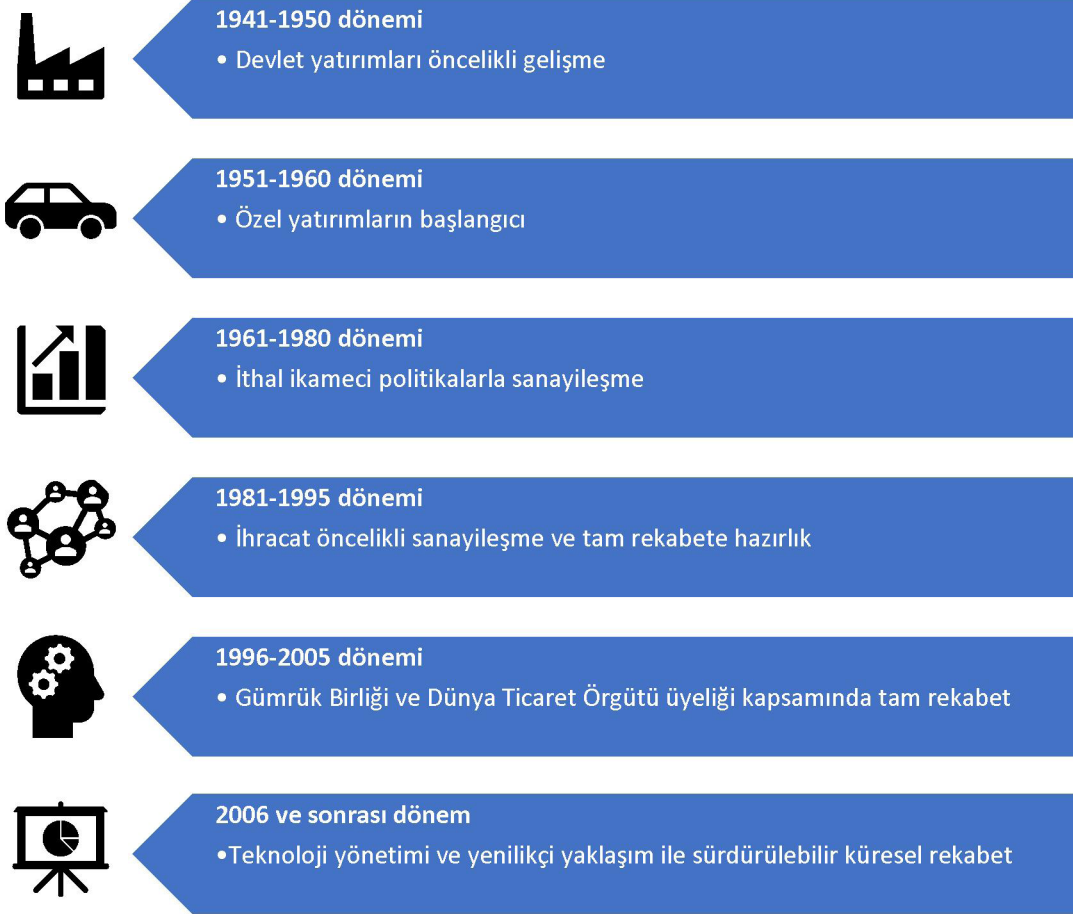 1941-1950 dönemi
• Devlet yatırımları öncelikli gelişme
1951-1960 dönemi
• Özel yatırımların başlangıcı
1961-1980 dönemi
• İthal ikameci politikalarla sanayileşme
1981-1995 dönemi
• İhracat öncelikli sanayileşme ve tam rekabete hazırlık
1996-2005 dönemi
• Gümrük Birliği ve Dünya Ticaret Örgütü üyeliği kapsamında tam rekabet
2006 ve sonrası dönem
•Teknoloji yönetimi ve yenilikçi yaklaşım ile sürdürülebilir küresel rekabet